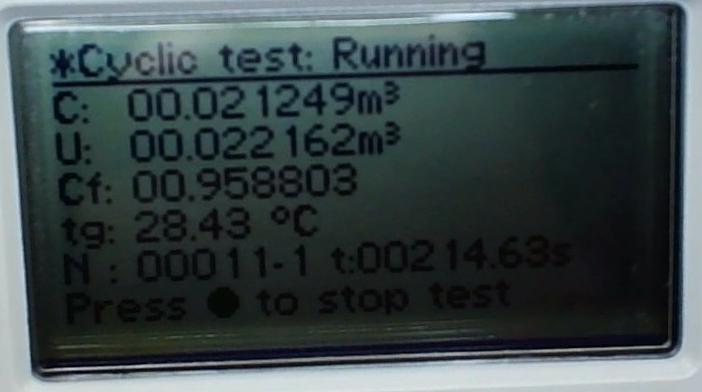 *Cyclic test: Running
C: 00.021249m³
U: 00.022162m³
Cf: 00.958803
tg: 28.43 °C
N : 00011-1 t:00214.63s
Press ● to stop test